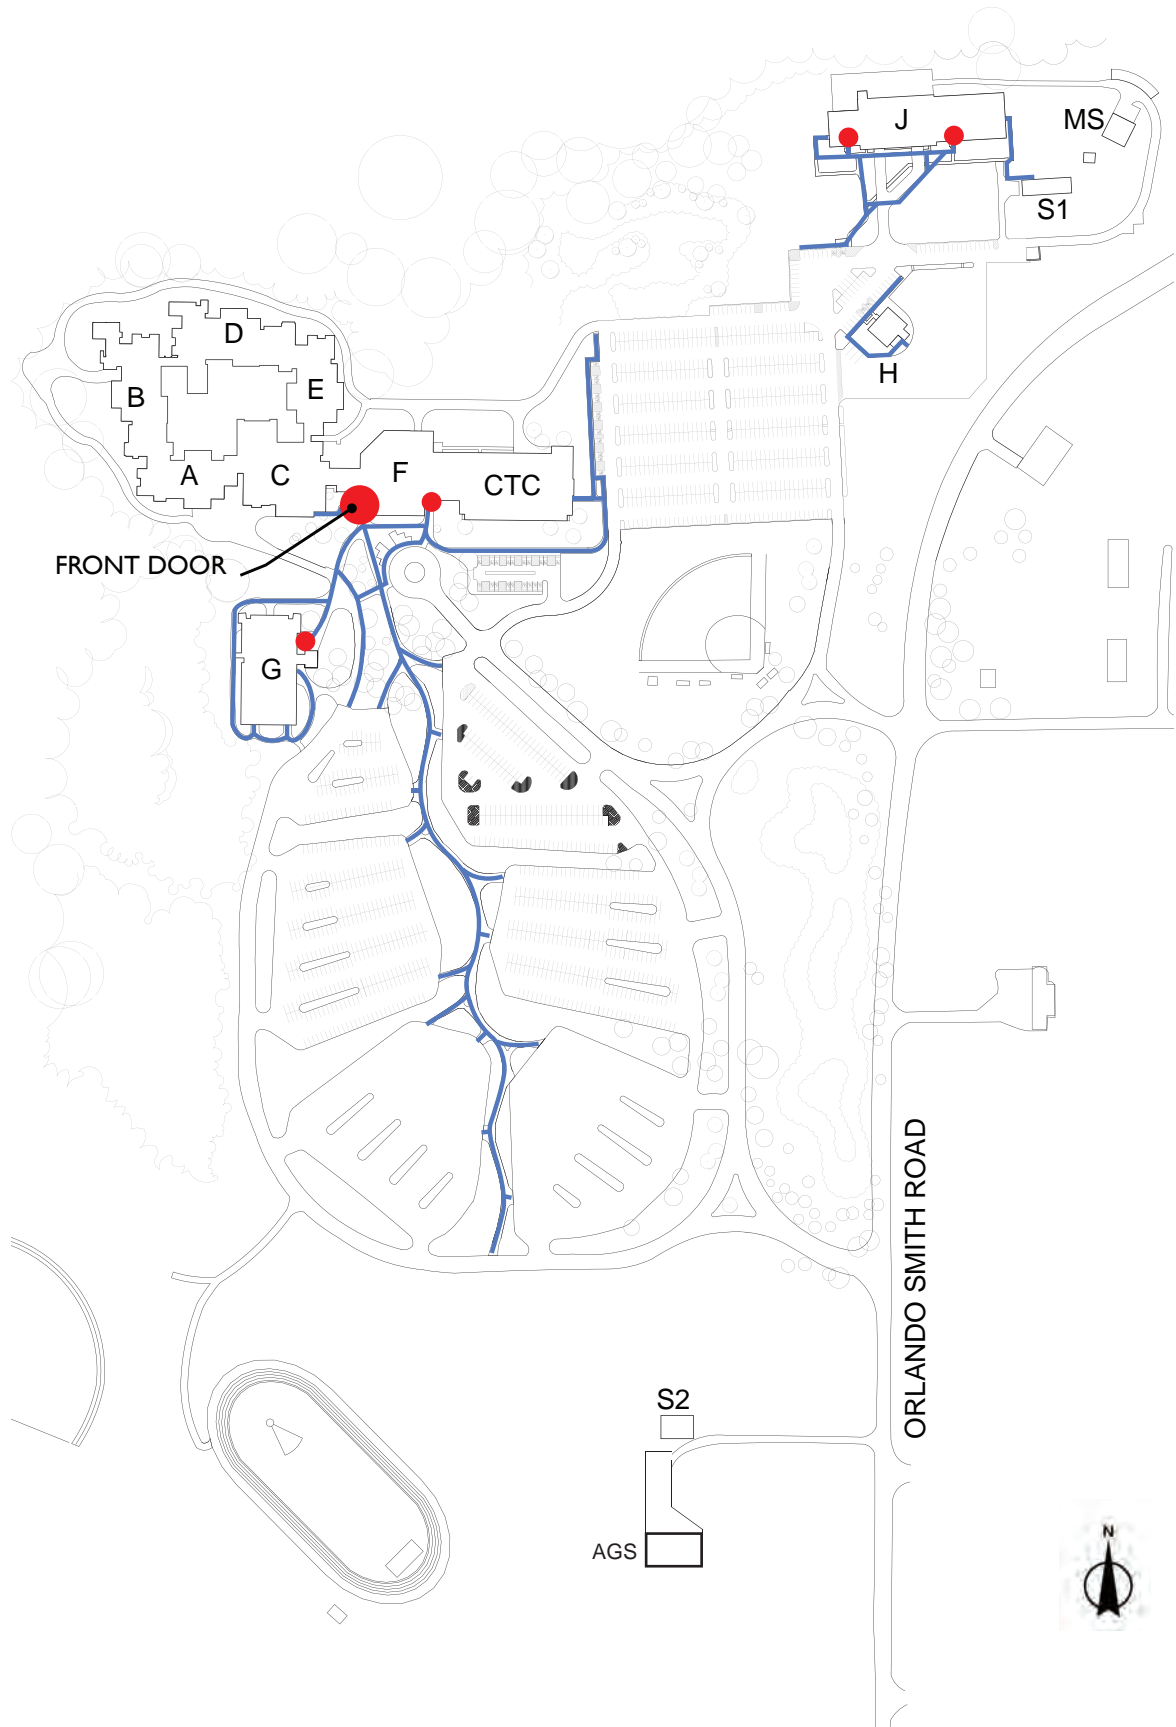 J
MS
S1
D
H
B
E
A
C
F
CTC
FRONT DOOR
G
ORLANDO SMITH ROAD
S2
AGS
N